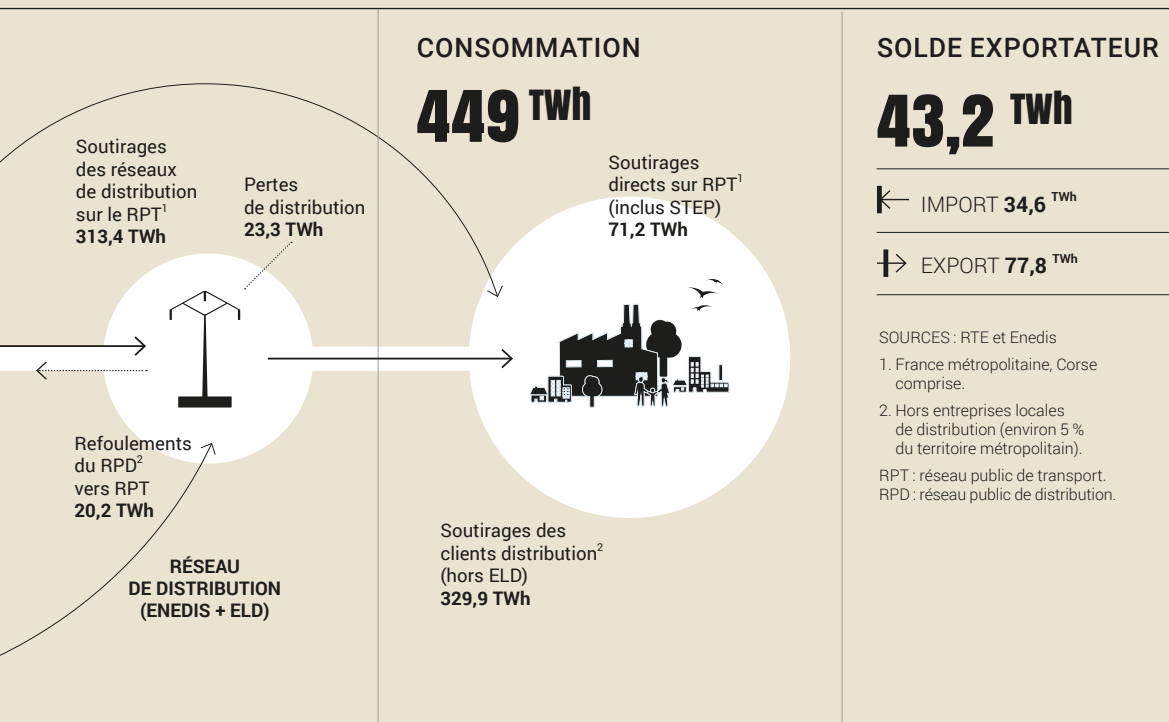 Soutirages
des réseaux
de distribution
sur le RPT¹
313,4 TWh
Pertes
de distribution
23,3 TWh
Refoulements
du RPD²
vers RPT
20,2 TWh
RÉSEAU
DE DISTRIBUTION
(ENEDIS + ELD)
CONSOMMATION
449 TWh
Soutirages
directs sur RPT¹
(inclus STEP)
71,2 TWh
Soutirages des
clients distribution²
(hors ELD)
329,9 TWh
SOLDE EXPORTATEUR
43,2 TWh
IMPORT 34,6 TWh
EXPORT 77,8 TWh
SOURCES : RTE et Enedis
1. France métropolitaine, Corse
comprise.
2. Hors entreprises locales
de distribution (environ 5 %
du territoire métropolitain).
RPT : réseau public de transport.
RPD : réseau public de distribution.